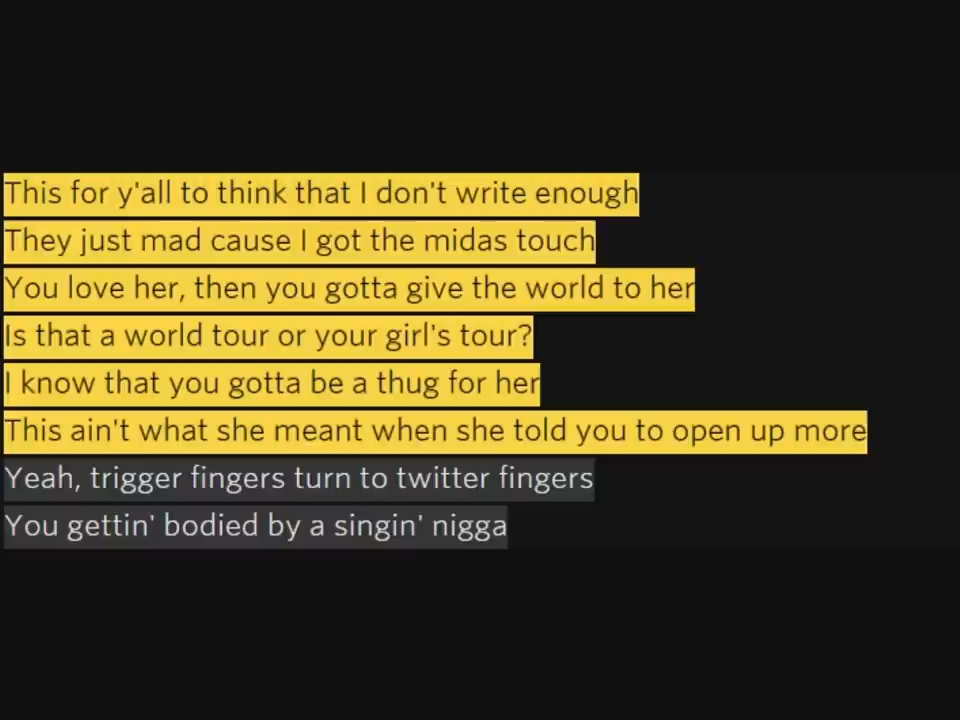 This for y'all to think that I don't write enough
They just mad cause I got the midas touch
You love her, then you gotta give the world to her
Is that a world tour or your girl's tour?
I know that you gotta be a thug for her
This ain't what she meant when she told you to open up more
Yeah, trigger fingers turn to twitter fingers
You gettin' bodied by a singin' nigga